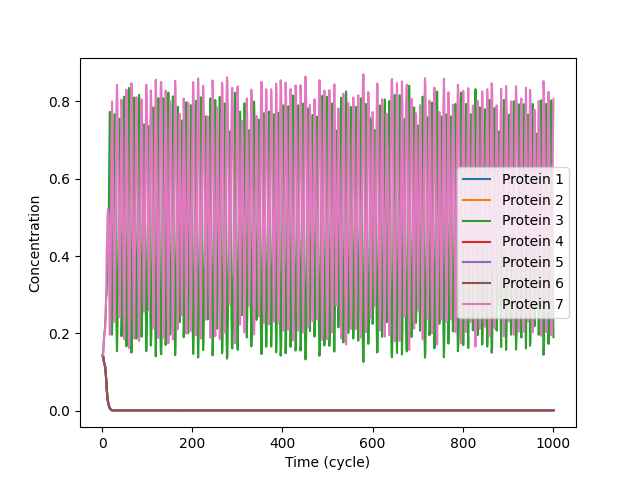 Concentration
0.8
0.6
0.4
0.2
0.0
Protein 1
Protein 2
Protein 3
Protein 4
Protein 5
Protein 6
Protein 7
0
200
400
600
800
1000
Time (cycle)